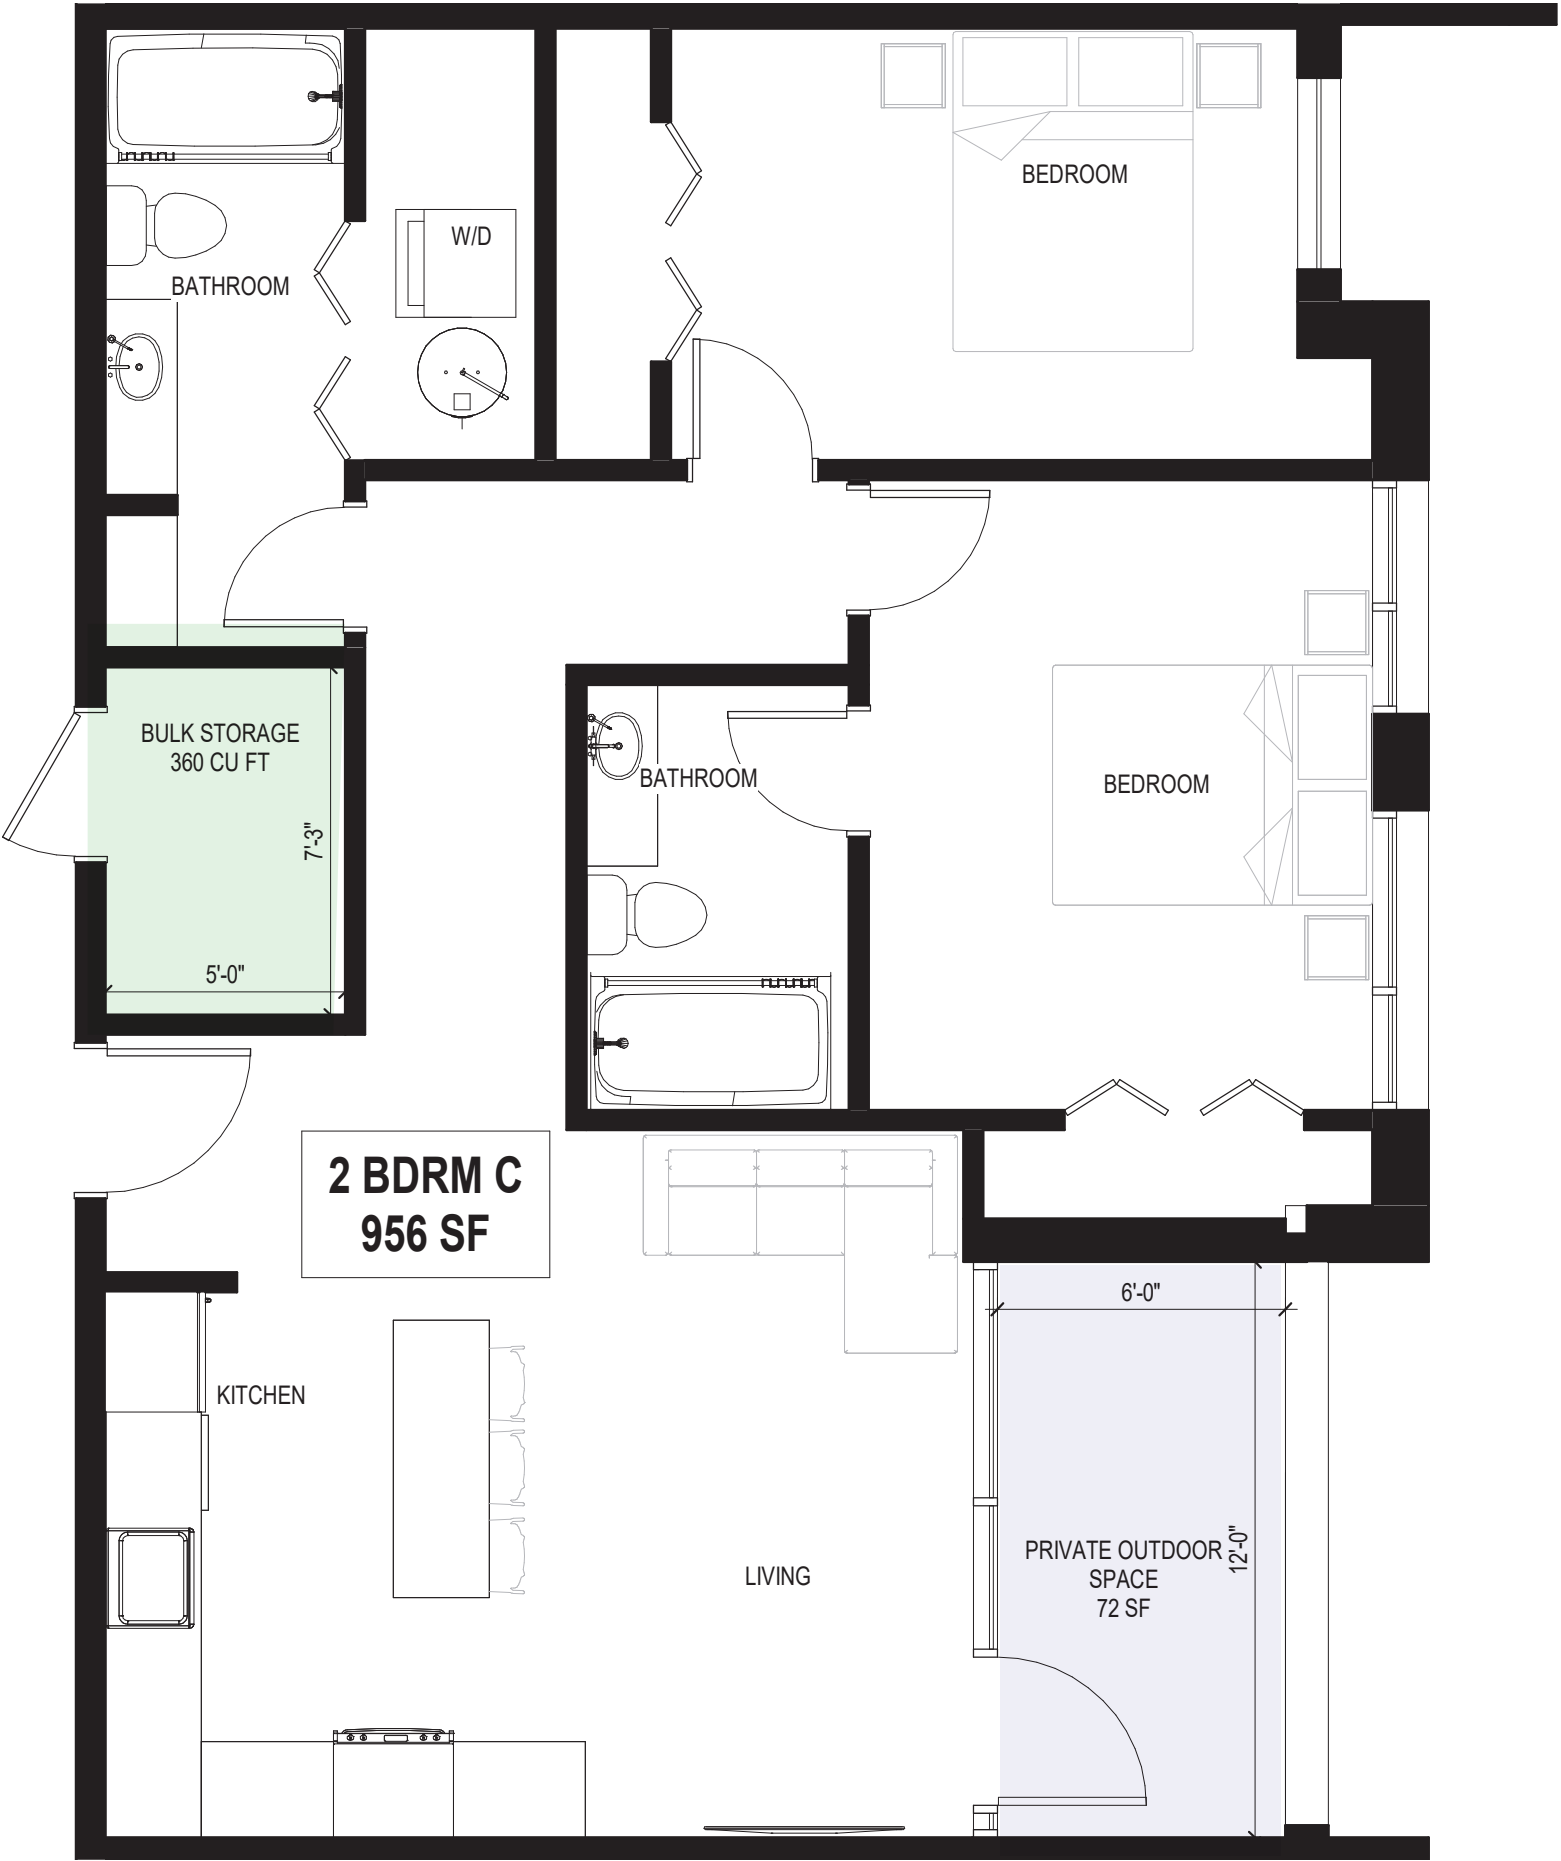 BEDROOM
W/D
BATHROOM
BULK STORAGE
360 CU FT
7'-3"
5'-0"
BATHROOM
BEDROOM
2 BDRM C
956 SF
6'-0"
KITCHEN
LIVING
PRIVATE OUTDOOR
SPACE
72 SF
12'-0"